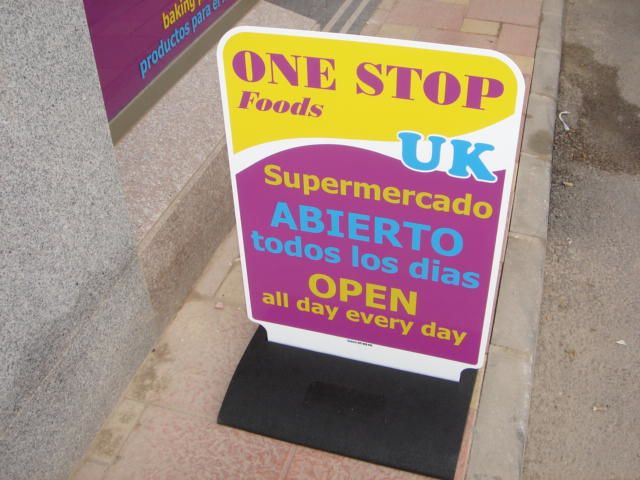 baking
productos para el
ONE STOP
Foods
UK
Supermercado
ABIERTO
todos los dias
OPEN
all day every day